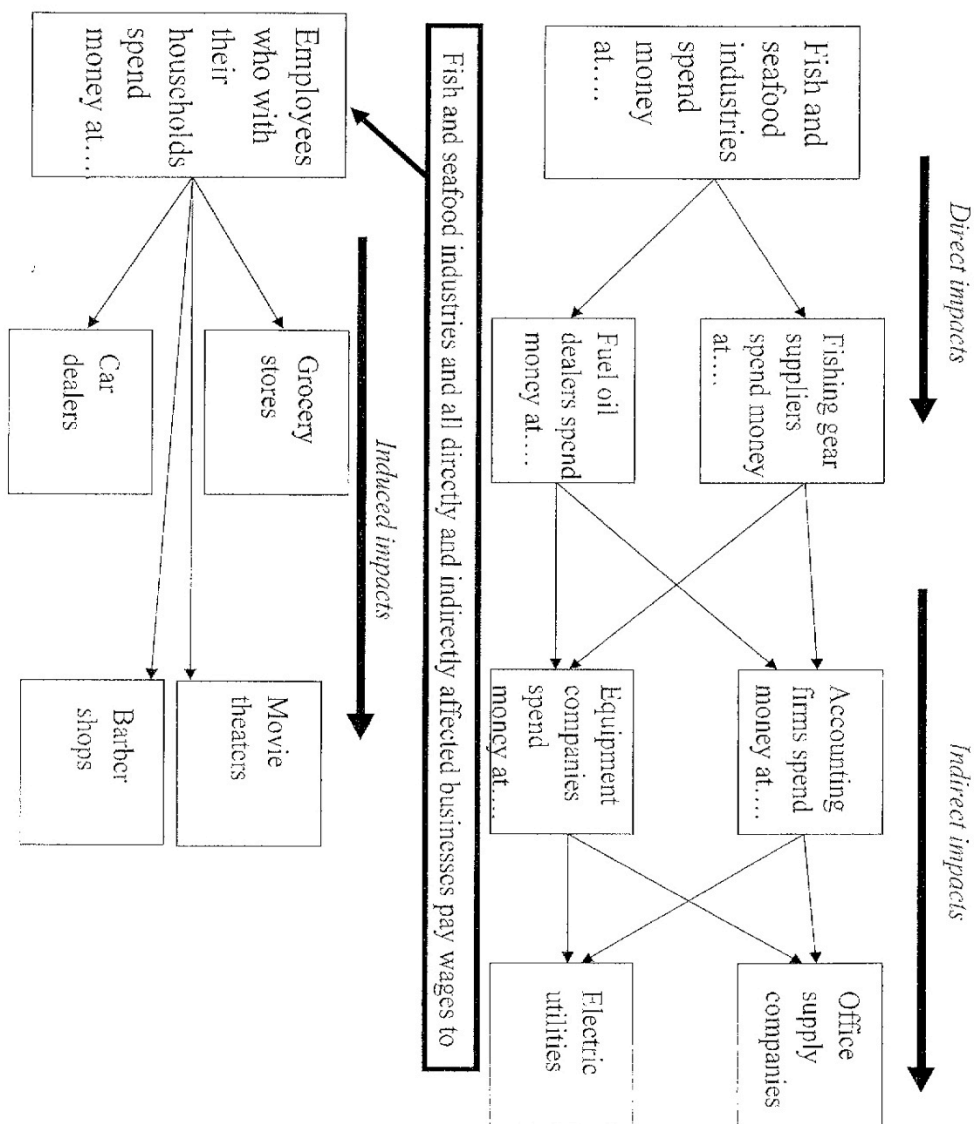 Direct impacts
Indirect impacts
Fish and
seafood
industries
spend
money
at....
Fishing gear
suppliers
spend money
at....
Accounting
firms spend
money at....
Office
supply
companies
Fuel oil
dealers spend
money at....
Equipment
companies
spend
money at....
Electric
utilities
Fish and seafood industries and all directly and indirectly affected businesses pay wages to
Induced impacts
Employees
who with
their
households
spend
money at....
Grocery
stores
Movie
theaters
Car
dealers
Barber
shops